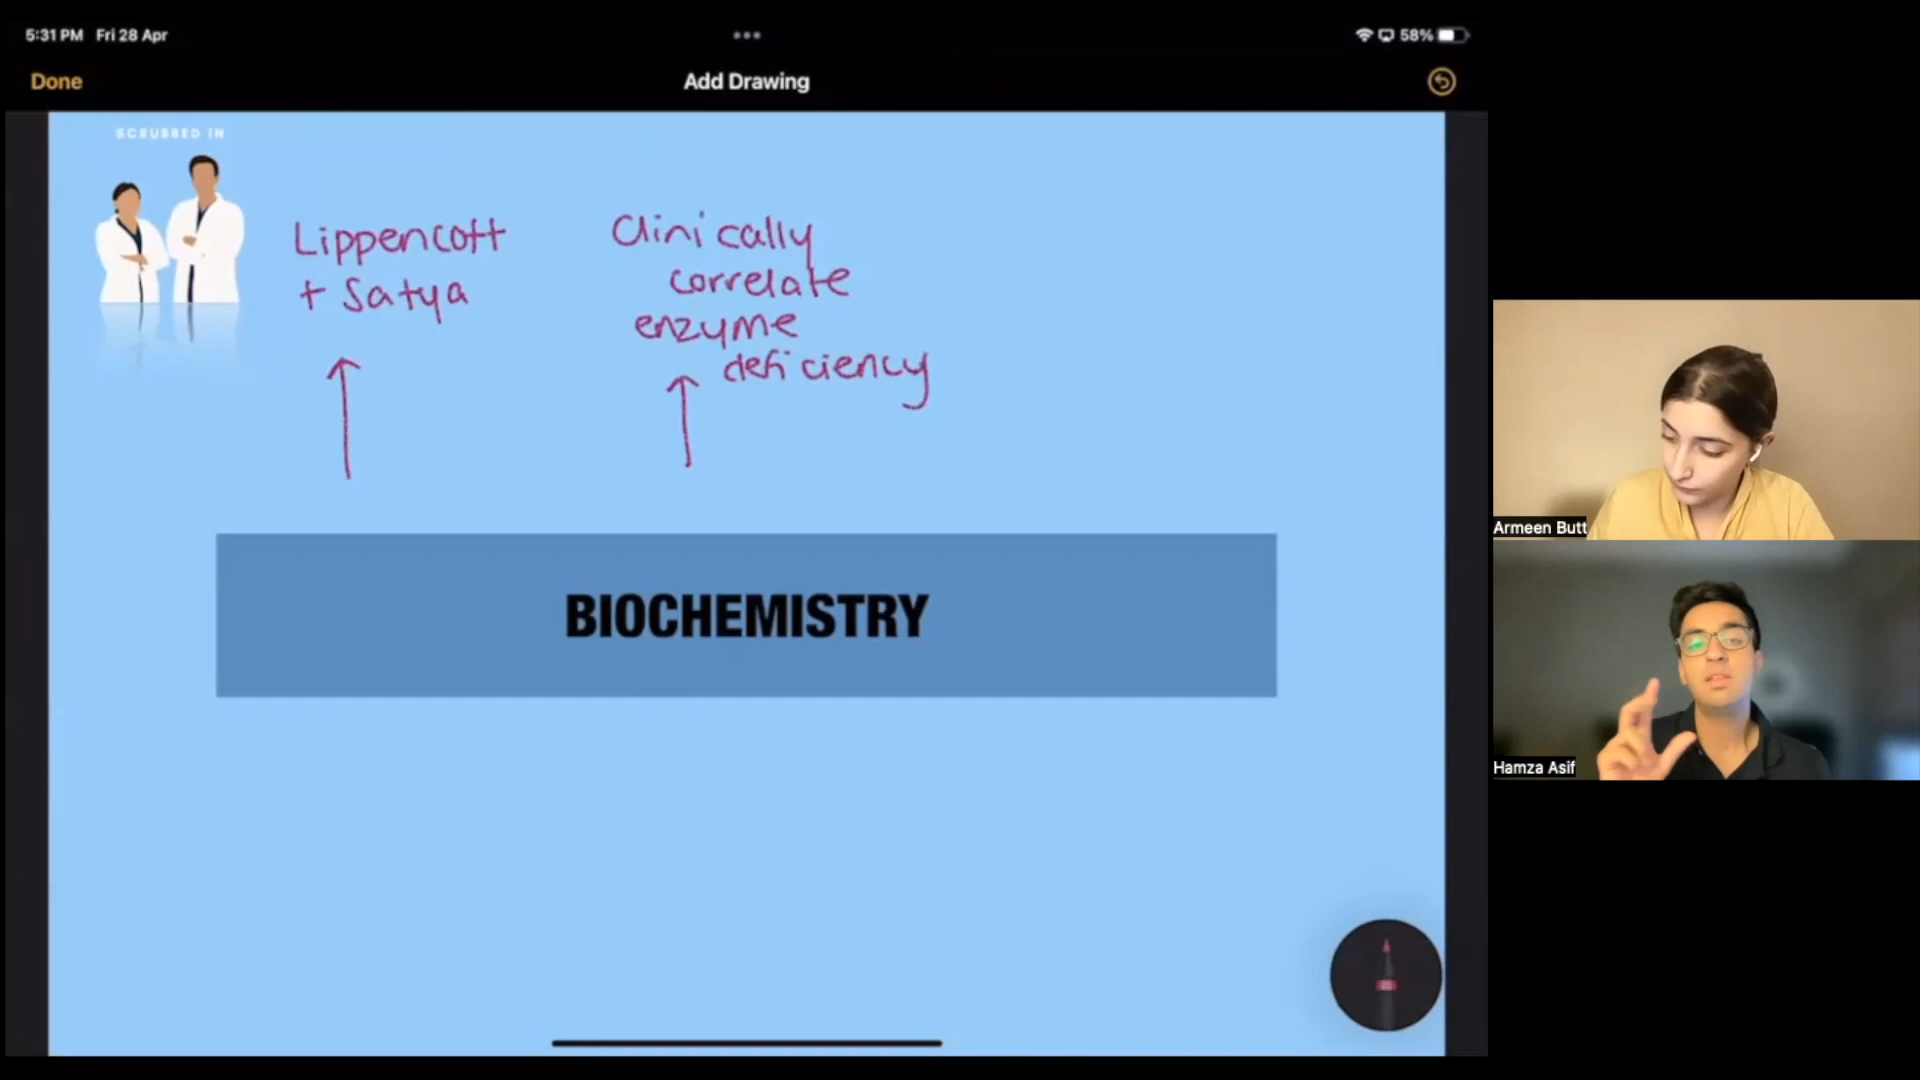 5:31 PM Fri 28 Apr
58%
Done
Add Drawing
SCRUBBED IN
Lippencott
+ Satya
Clinically
correlate
enzyme
deficiency
BIOCHEMISTRY
Armeen Butt
Hamza Asif